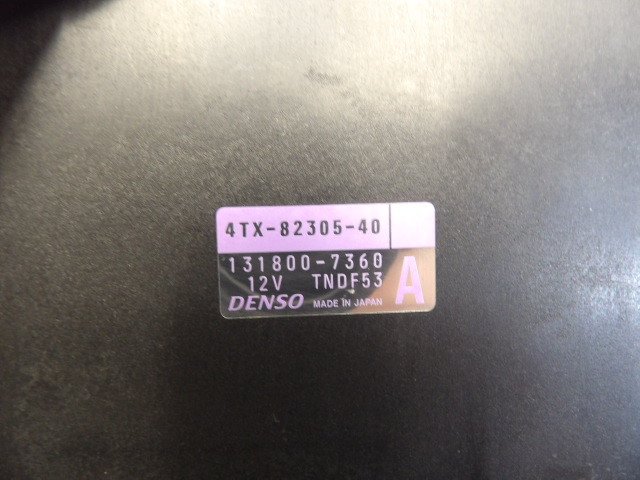 4TX-82305-40
131800-7360
12V TNDF53
A
DENSO MADE IN JAPAN